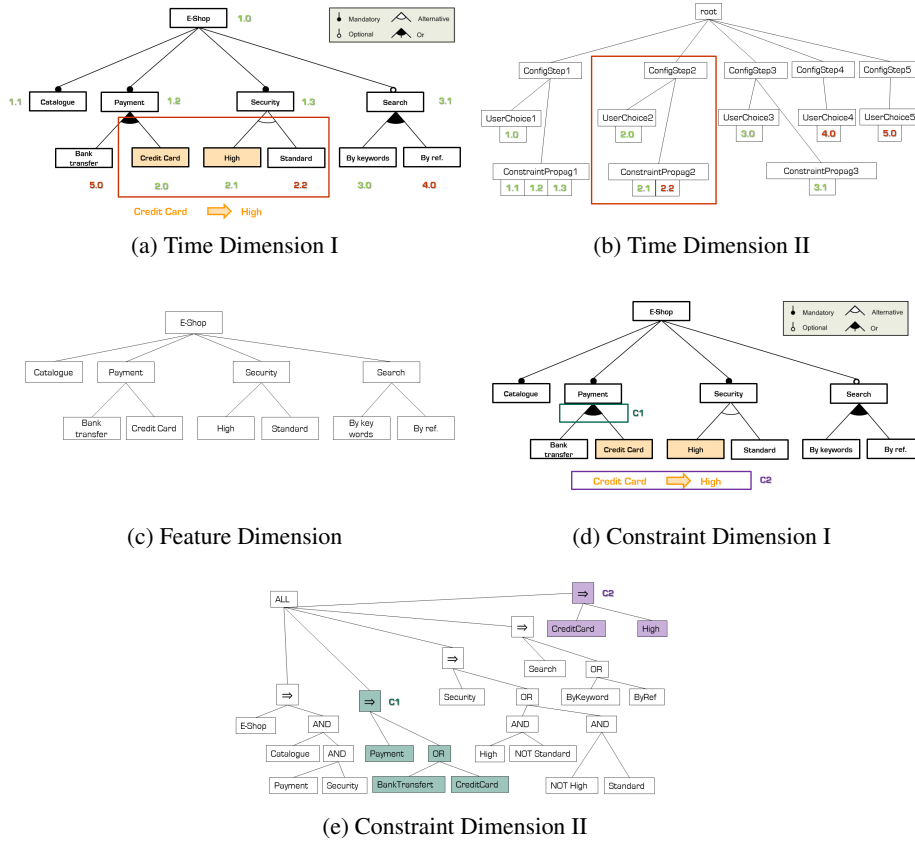 E-Shop 1.0
Mandatory Alternative
Optional Or
1.1 Catalogue Payment 1.2 Security 1.3 Search 3.1
Bank transfer Credit Card High Standard By keywords By ref.
5.0 2.0 2.1 2.2 3.0 4.0
Credit Card High
(a) Time Dimension I
root
ConfigStep1 ConfigStep2 ConfigStep3 ConfigStep4 ConfigStep5
UserChoice1 UserChoice2 UserChoice3 UserChoice4 UserChoice5
1.0 2.0 3.0 4.0 5.0
ConstraintPropag1 ConstraintPropag2 ConstraintPropag3
1.1 1.2 1.3 2.1 2.2 3.1
(b) Time Dimension II
E-Shop
Catalogue Payment Security Search
Bank transfer Credit Card High Standard By key words By ref.
(c) Feature Dimension
E-Shop
Mandatory Alternative
Optional Or
Catalogue Payment Security Search
C1
Bank transfer Credit Card High Standard By keywords By ref.
Credit Card High C2
(d) Constraint Dimension I
ALL ⇒ C2
CreditCard High
⇒
⇒ Search OR
⇒ Security OR ByKeyword ByRef
⇒ C1
E-Shop AND AND AND
Catalogue AND Payment OR High NOT Standard
Payment Security BankTransfert CreditCard NOT High Standard
(e) Constraint Dimension II